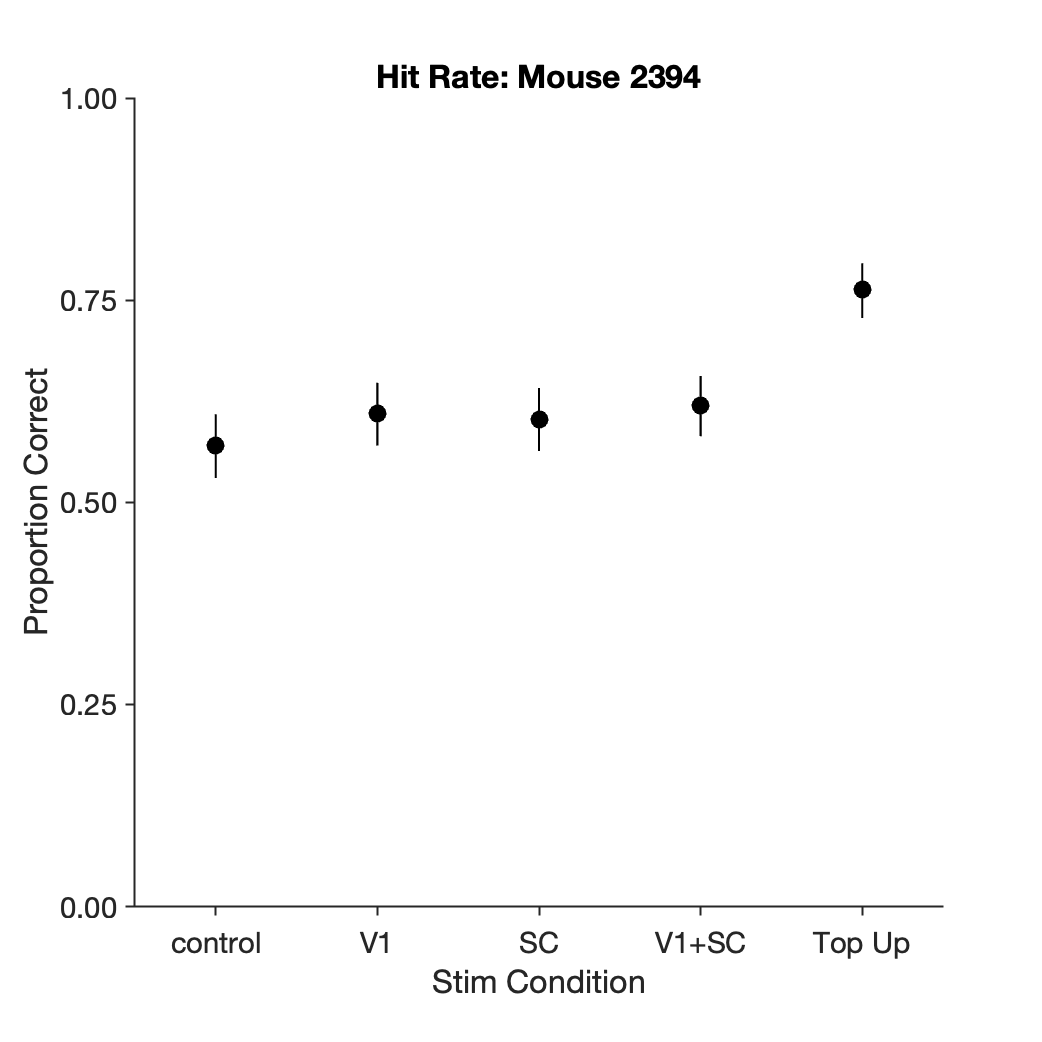 Hit Rate: Mouse 2394
1.00
0.75
0.50
0.25
0.00
Proportion Correct
control
V1
SC
V1+SC
Top Up
Stim Condition